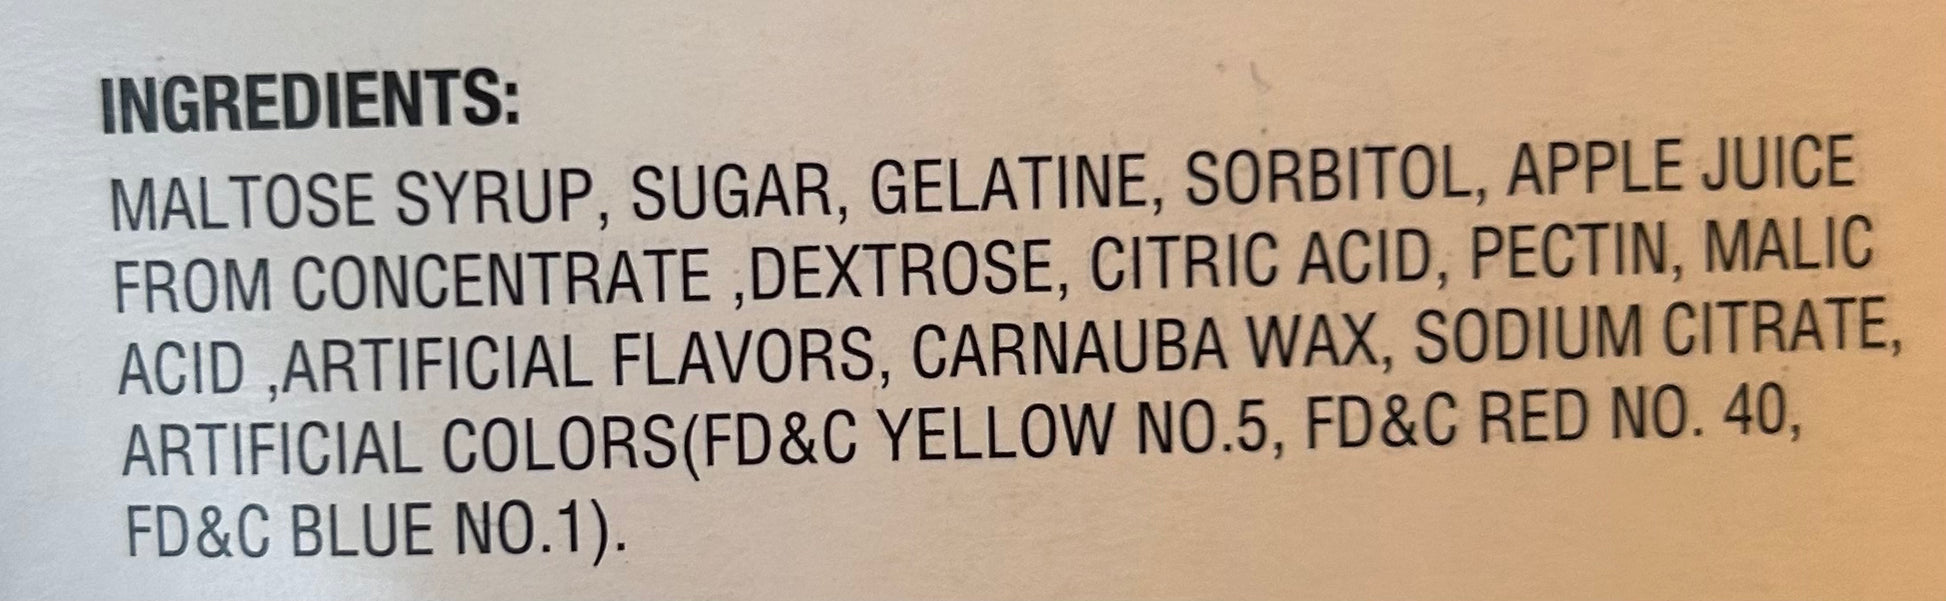 INGREDIENTS:
MALTOSE SYRUP, SUGAR, GELATINE, SORBITOL, APPLE JUICE
FROM CONCENTRATE ,DEXTROSE, CITRIC ACID, PECTIN, MALIC
ACID ,ARTIFICIAL FLAVORS, CARNAUBA WAX, SODIUM CITRATE,
ARTIFICIAL COLORS(FD&C YELLOW NO.5, FD&C RED NO. 40,
FD&C BLUE NO.1).